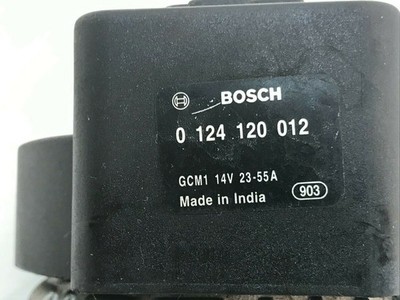 BOSCH
0 124 120 012
GCM1 14V 23-55A
Made in India 903